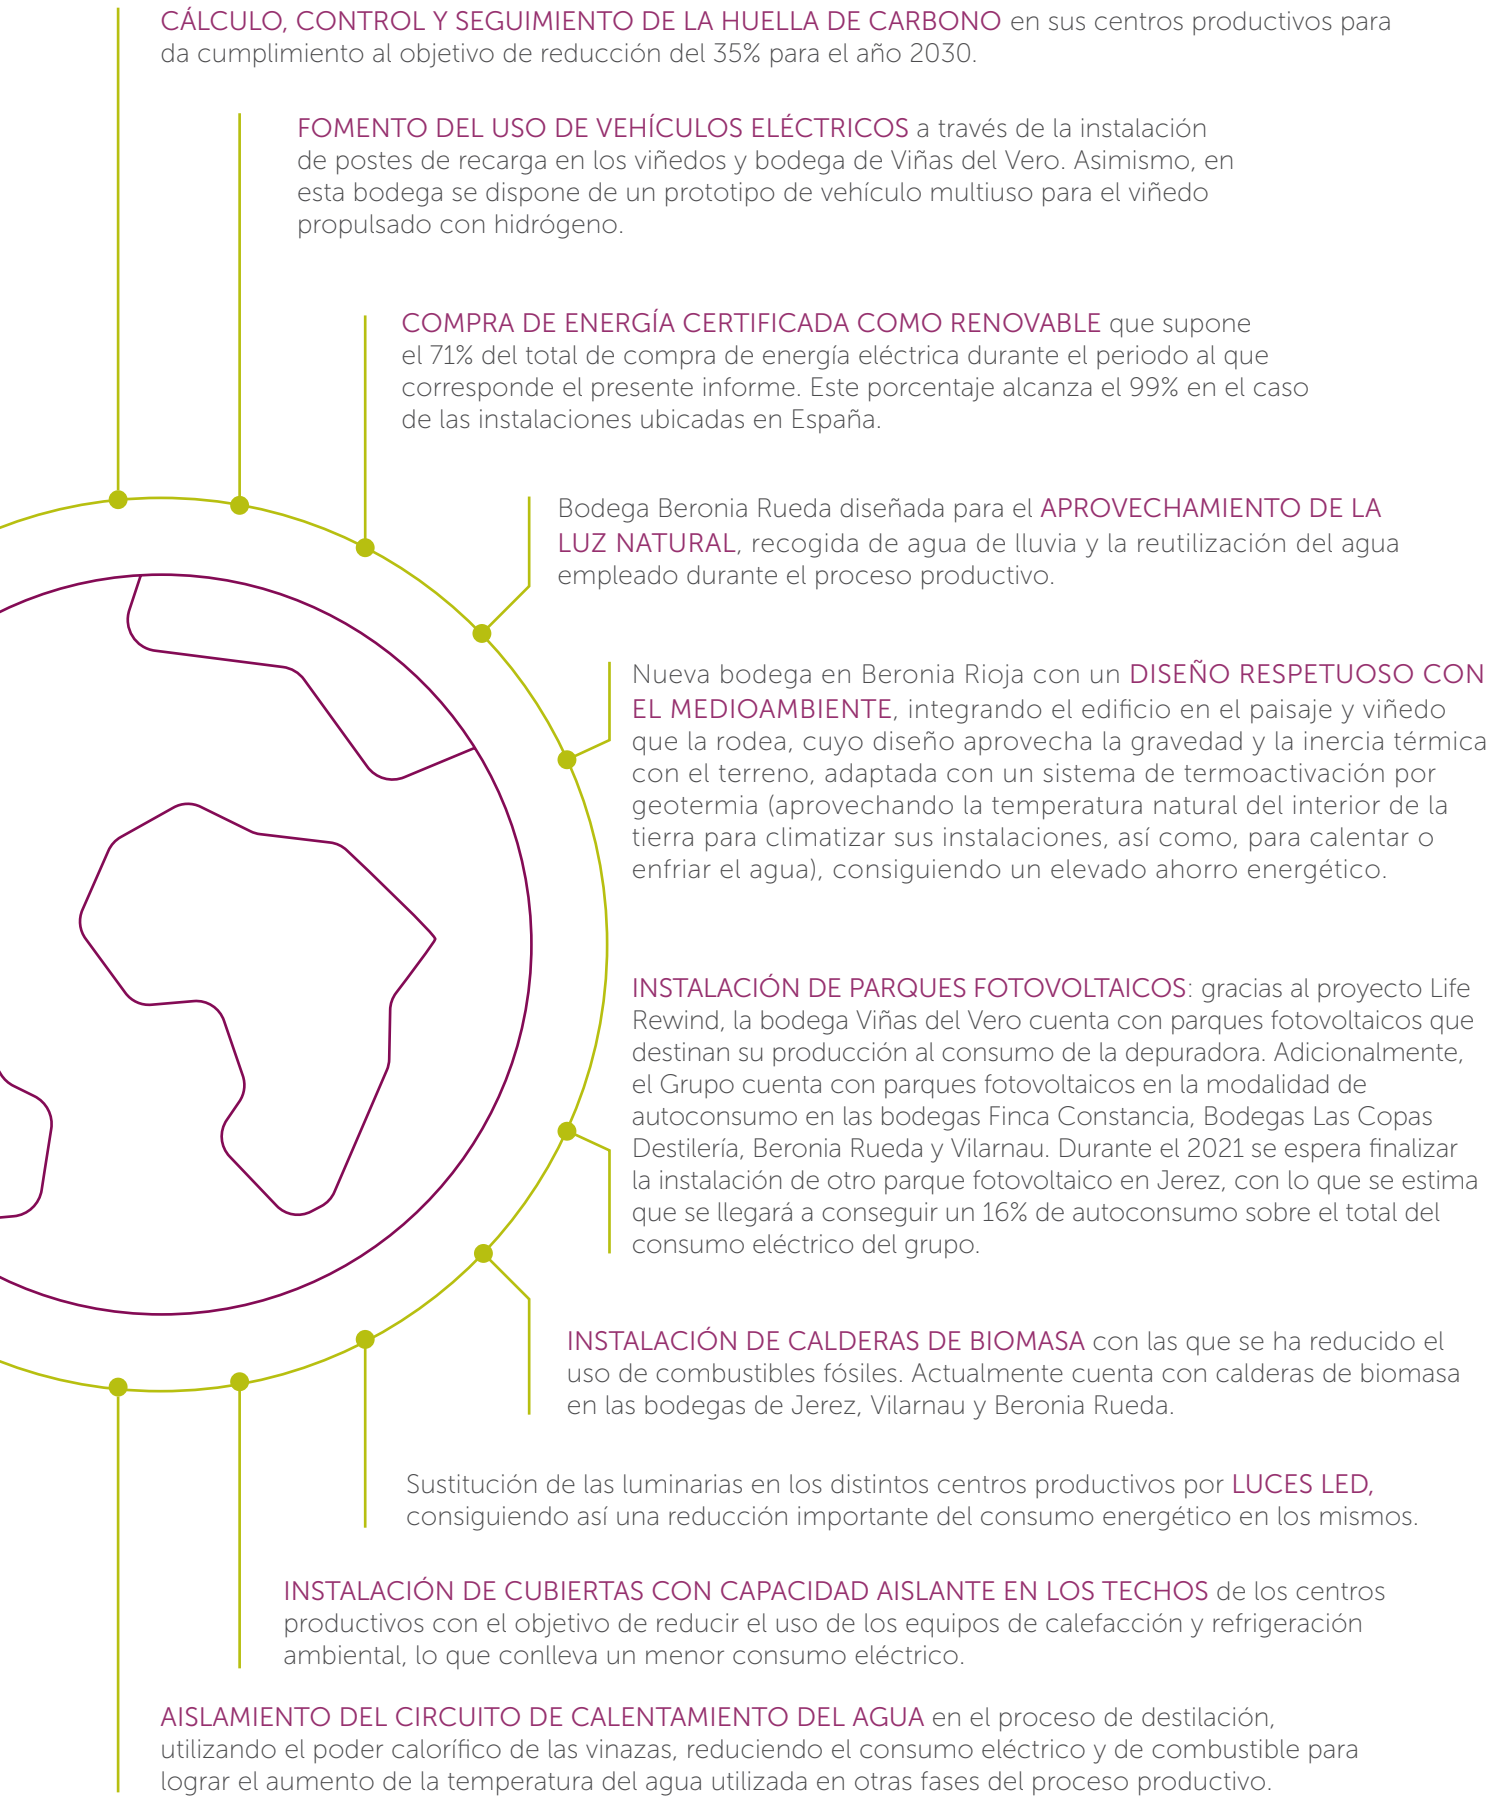 CÁLCULO, CONTROL Y SEGUIMIENTO DE LA HUELLA DE CARBONO en sus centros productivos para
da cumplimiento al objetivo de reducción del 35% para el año 2030.
FOMENTO DEL USO DE VEHÍCULOS ELÉCTRICOS a través de la instalación
de postes de recarga en los viñedos y bodega de Viñas del Vero. Asimismo, en
esta bodega se dispone de un prototipo de vehículo multiuso para el viñedo
propulsado con hidrógeno.
COMPRA DE ENERGÍA CERTIFICADA COMO RENOVABLE que supone
el 71% del total de compra de energía eléctrica durante el periodo al que
corresponde el presente informe. Este porcentaje alcanza el 99% en el caso
de las instalaciones ubicadas en España.
Bodega Beronia Rueda diseñada para el APROVECHAMIENTO DE LA
LUZ NATURAL, recogida de agua de lluvia y la reutilización del agua
empleado durante el proceso productivo.
Nueva bodega en Beronia Rioja con un DISEÑO RESPETUOSO CON
EL MEDIOAMBIENTE, integrando el edificio en el paisaje y viñedo
que la rodea, cuyo diseño aprovecha la gravedad y la inercia térmica
con el terreno, adaptada con un sistema de termoactivación por
geotermia (aprovechando la temperatura natural del interior de la
tierra para climatizar sus instalaciones, así como, para calentar o
enfriar el agua), consiguiendo un elevado ahorro energético.
INSTALACIÓN DE PARQUES FOTOVOLTAICOS: gracias al proyecto Life
Rewind, la bodega Viñas del Vero cuenta con parques fotovoltaicos que
destinan su producción al consumo de la depuradora. Adicionalmente,
el Grupo cuenta con parques fotovoltaicos en la modalidad de
autoconsumo en las bodegas Finca Constancia, Bodegas Las Copas
Destilería, Beronia Rueda y Vilarnau. Durante el 2021 se espera finalizar
la instalación de otro parque fotovoltaico en Jerez, con lo que se estima
que se llegará a conseguir un 16% de autoconsumo sobre el total del
consumo eléctrico del grupo.
INSTALACIÓN DE CALDERAS DE BIOMASA con las que se ha reducido el
uso de combustibles fósiles. Actualmente cuenta con calderas de biomasa
en las bodegas de Jerez, Vilarnau y Beronia Rueda.
Sustitución de las luminarias en los distintos centros productivos por LUCES LED,
consiguiendo así una reducción importante del consumo energético en los mismos.
INSTALACIÓN DE CUBIERTAS CON CAPACIDAD AISLANTE EN LOS TECHOS de los centros
productivos con el objetivo de reducir el uso de los equipos de calefacción y refrigeración
ambiental, lo que conlleva un menor consumo eléctrico.
AISLAMIENTO DEL CIRCUITO DE CALENTAMIENTO DEL AGUA en el proceso de destilación,
utilizando el poder calorífico de las vinazas, reduciendo el consumo eléctrico y de combustible para
lograr el aumento de la temperatura del agua utilizada en otras fases del proceso productivo.